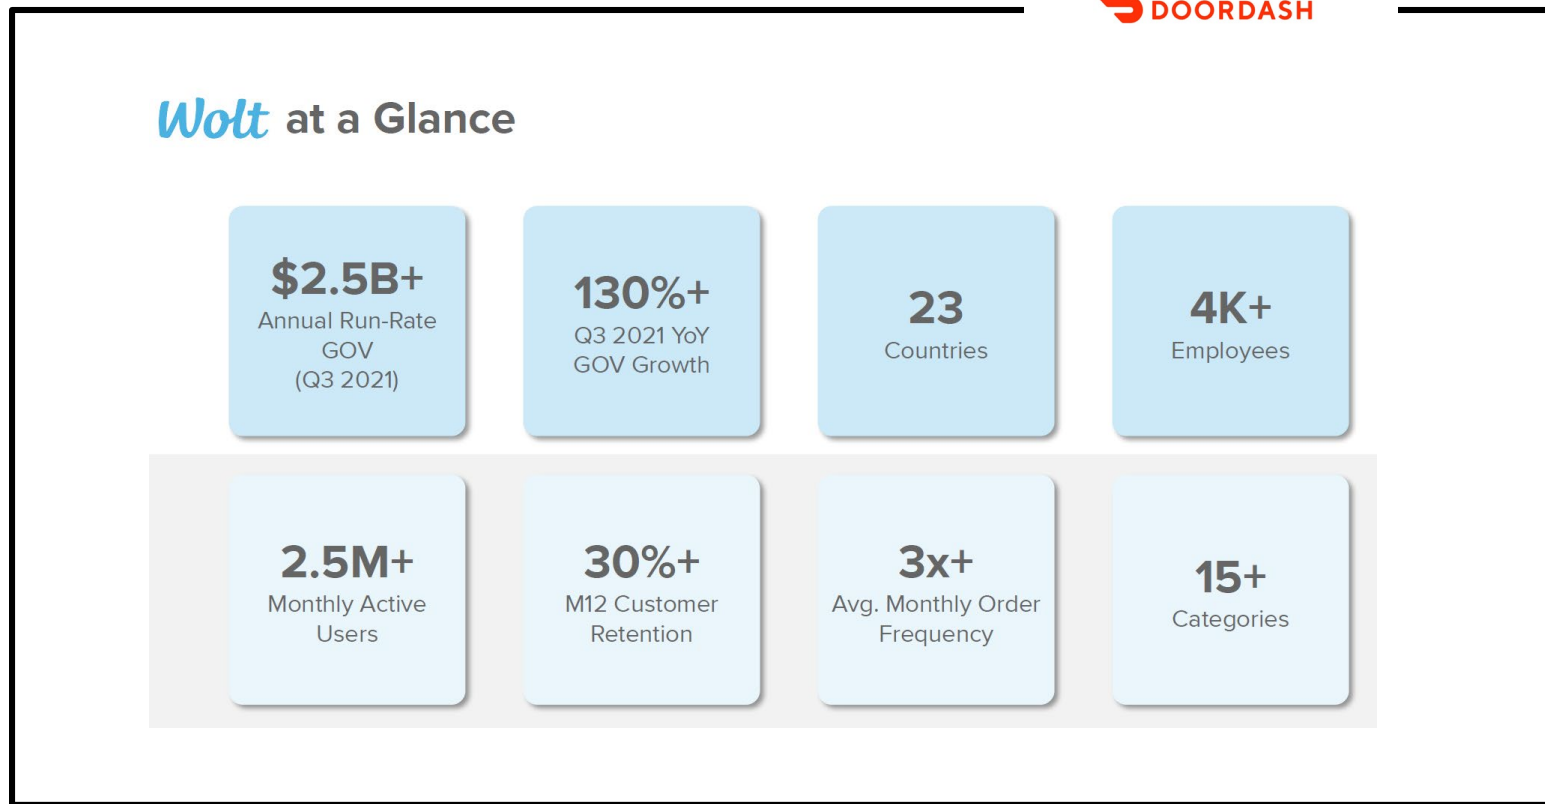 DOORDASH
Wolt at a Glance
$2.5B+
Annual Run-Rate
GOV
(Q3 2021)
130%+
Q3 2021 YoY
GOV Growth
23
Countries
4K+
Employees
2.5M+
Monthly Active
Users
30%+
M12 Customer
Retention
3x+
Avg. Monthly Order
Frequency
15+
Categories